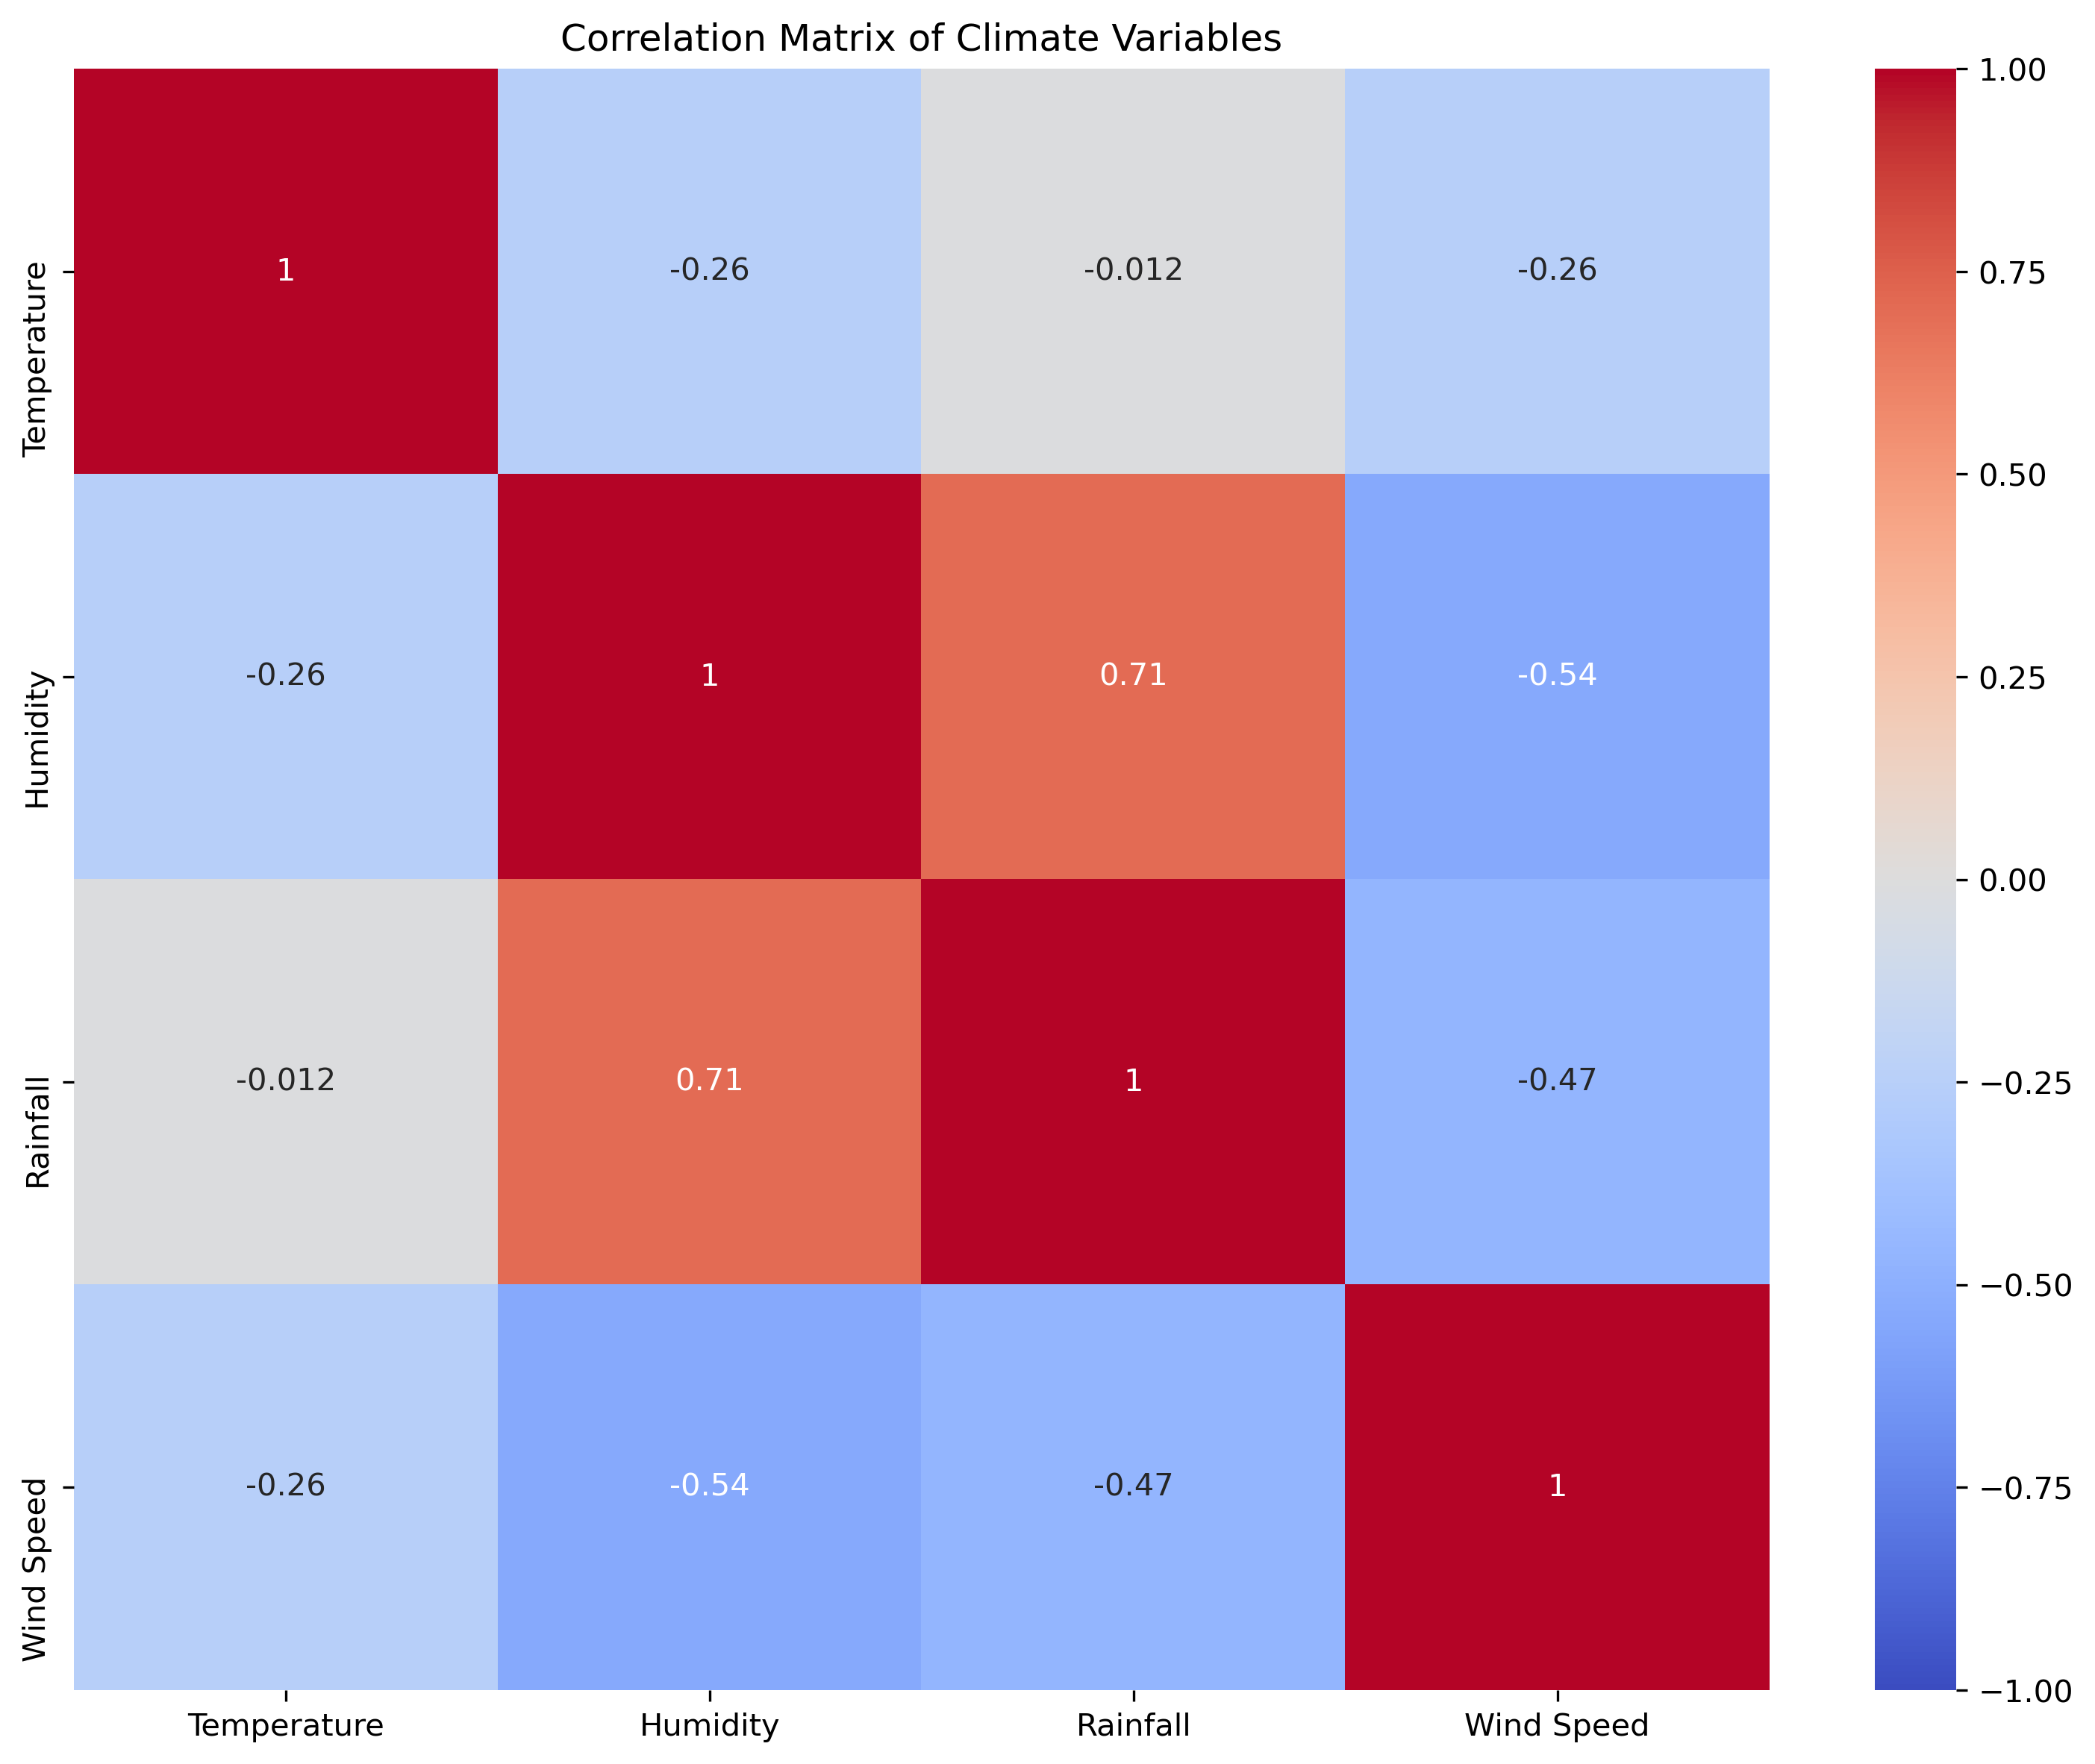 Correlation Matrix of Climate Variables
Temperature
1
-0.26
-0.012
-0.26
Humidity
-0.26
1
0.71
-0.54
Rainfall
-0.012
0.71
1
-0.47
Wind Speed
-0.26
-0.54
-0.47
1
Temperature
Humidity
Rainfall
Wind Speed
1.00
0.75
0.50
0.25
0.00
−0.25
−0.50
−0.75
−1.00